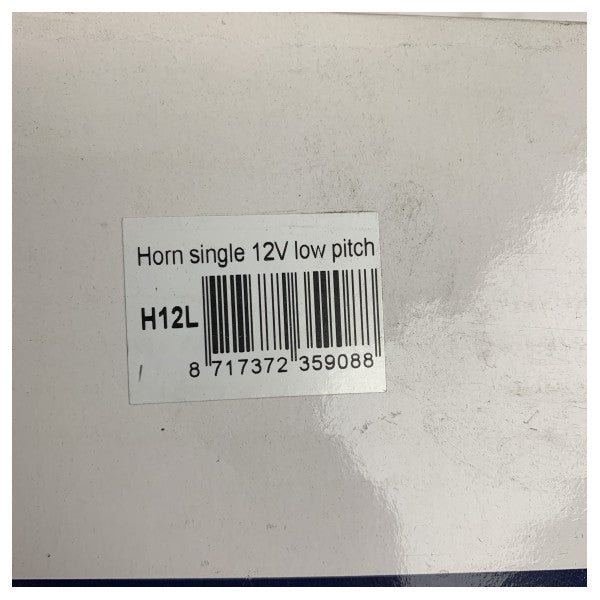 Horn single 12V low pitch
H12L
8 717372 359088